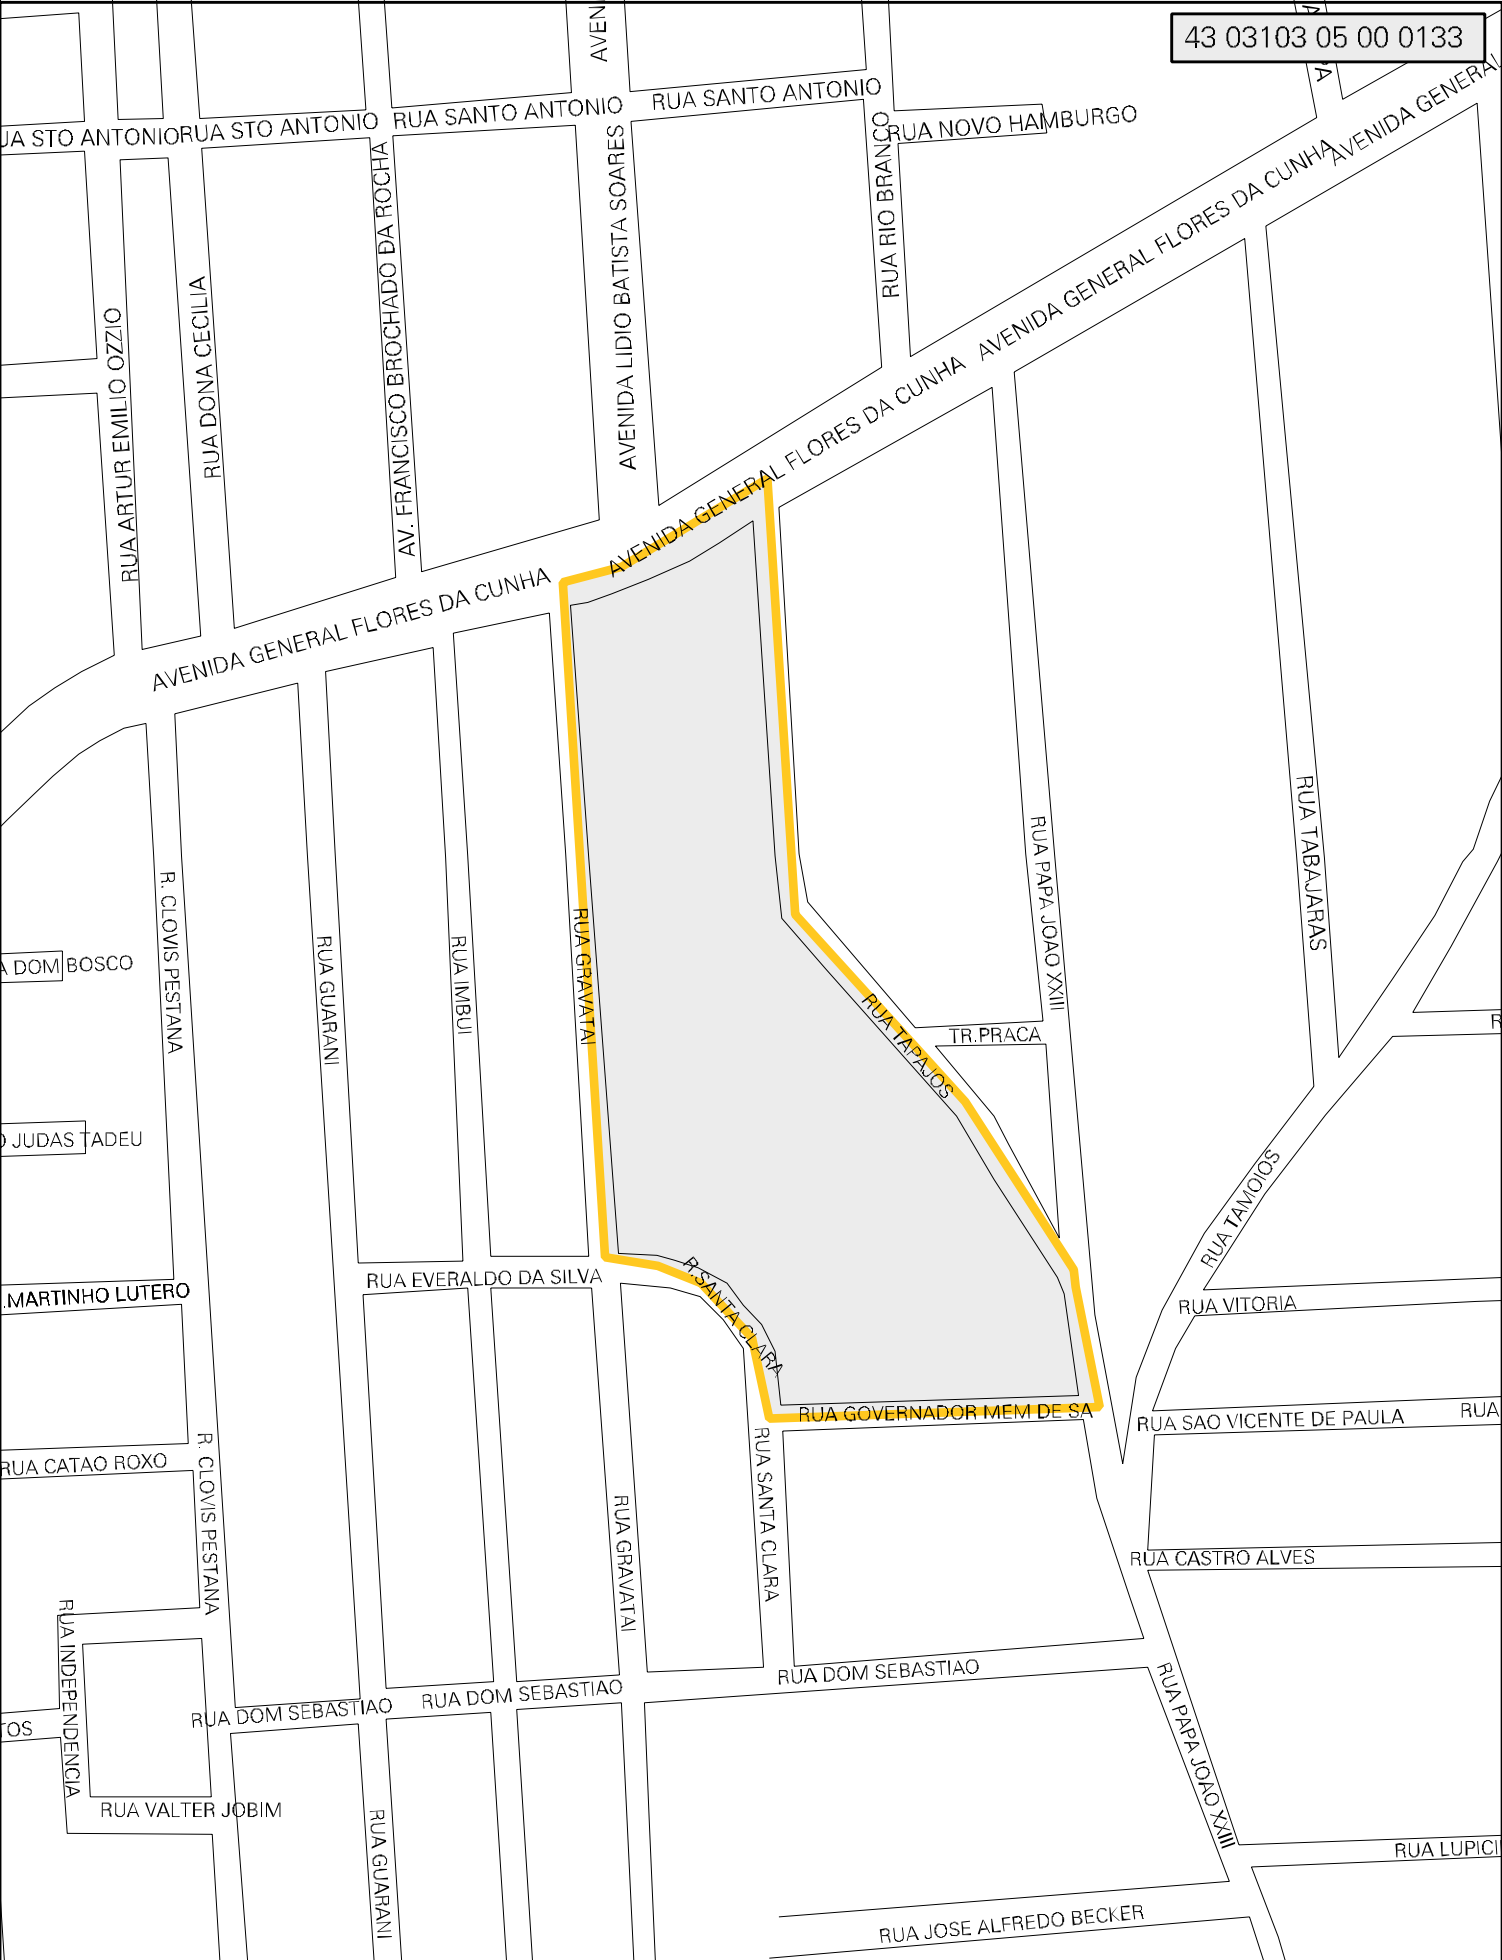 43 03103 05 00 0133
AVEN
RUA SANTO ANTONIO
RUA SANTO ANTONIO
RUA STO ANTONIO
UA STO ANTONIO
RUA NOVO HAMBURGO
AVENIDA GENERAL
AVENIDA GENERAL FLORES DA CUNHA
AVENIDA GENERAL FLORES DA CUNHA
AVENIDA GENERAL FLORES DA CUNHA
RUA RIO BRANCO
AVENIDA LIDIO BATISTA SOARES
AV. FRANCISCO BROCHADO DA ROCHA
RUA DONA CECILIA
RUA ARTUR EMILIO OZZIO
RUA TABAJARAS
RUA PAPA JOAO XXIII
R. CLOVIS PESTANA
RUA GUARANI
RUA IMBUI
RUA GRAVATAI
A DOM BOSCO
RUA TAPAJOS
TR.PRACA
R
O JUDAS TADEU
RUA TAMOIOS
RUA EVERALDO DA SILVA
.MARTINHO LUTERO
R.SANTA CLARA
RUA VITORIA
RUA GOVERNADOR MEM DE SA
RUA SAO VICENTE DE PAULA
RUA
RUA CATAO ROXO
R. CLOVIS PESTANA
RUA SANTA CLARA
RUA GRAVATAI
RUA CASTRO ALVES
RUA INDEPENDENCIA
RUA DOM SEBASTIAO
RUA DOM SEBASTIAO
RUA DOM SEBASTIAO
TOS
RUA PAPA JOAO XXIII
RUA VALTER JOBIM
RUA GUARANI
RUA LUPICI
RUA JOSE ALFREDO BECKER